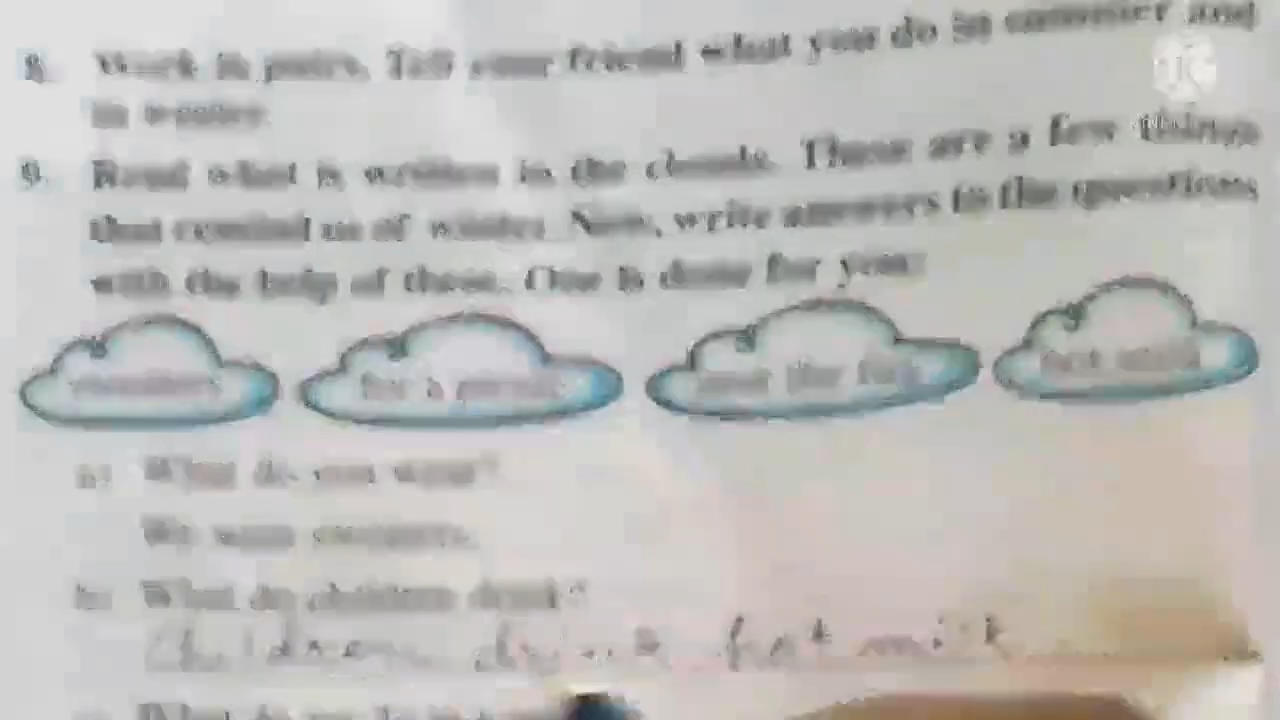 8. Work in pairs. Tell your friend what you do in summer and
in winter.
9. Read what is written in the clouds. These are a few things
that remind us of winter. Now, write answers to the questions
with the help of these. One is done for you:
sweaters for a picnic near the fire hot milk
a: What do you wear?
We wear sweaters.
b: What do children drink?
Children drink hot milk
What do we